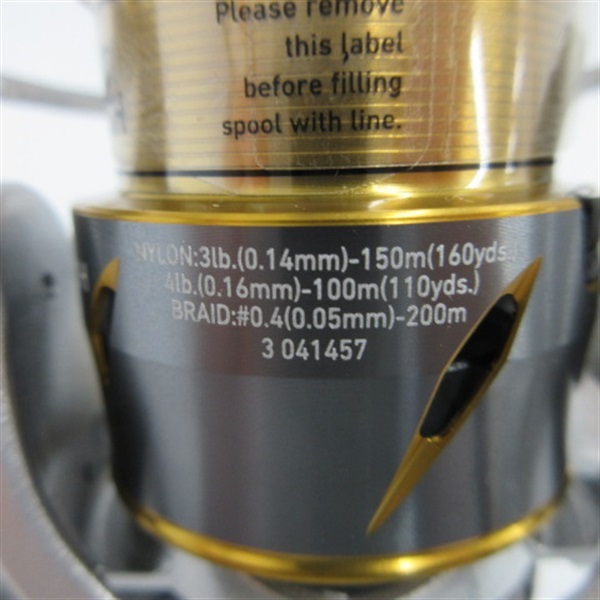 Please remove
this label
before filling
spool with line.
NYLON:3lb.(0.14mm)-150m(160yds.
4lb.(0.16mm)-100m(110yds.)
BRAID:#0.4(0.05mm)-200m
3 041457